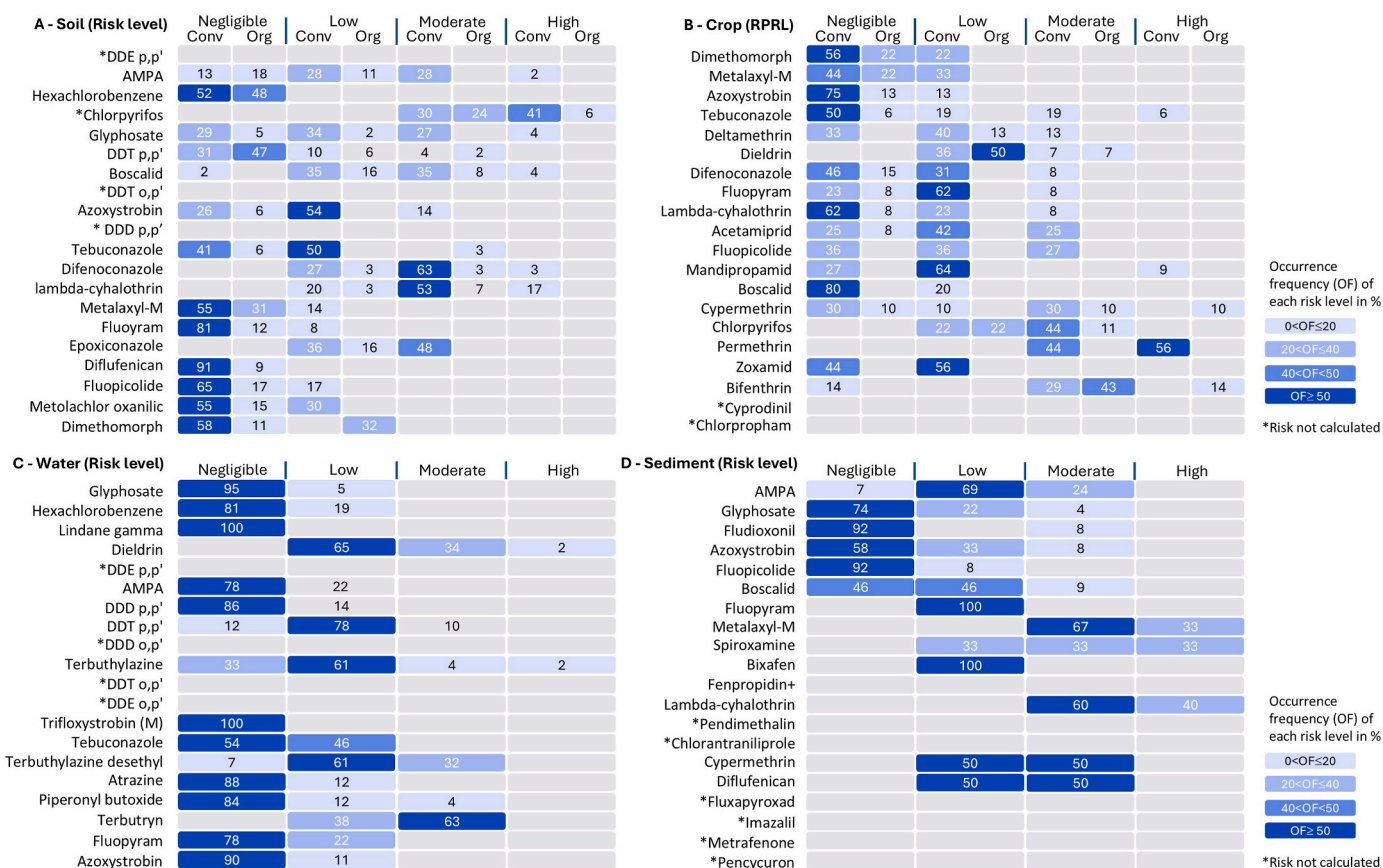 A - Soil (Risk level) Negligible Low Moderate High
Conv Org Conv Org Conv Org Conv Org
*DDE p,p'
AMPA 13 18 28 11 28 2
Hexachlorobenzene 52 48
*Chlorpyrifos 30 24 41 6
Glyphosate 29 5 34 2 27 4
DDT p,p' 31 47 10 6 4 2
Boscalid 2 35 16 35 8 4
*DDT o,p'
Azoxystrobin 26 6 54 14
* DDD p,p'
Tebuconazole 41 6 50 3
Difenoconazole 27 3 63 3 3
lambda-cyhalothrin 20 3 53 7 17
Metalaxyl-M 55 31 14
Fluoyram 81 12 8
Epoxiconazole 36 16 48
Diflufenican 91 9
Fluopicolide 65 17 17
Metolachlor oxanilic 55 15 30
Dimethomorph 58 11 32
B - Crop (RPRL) Negligible Low Moderate High
Conv Org Conv Org Conv Org Conv Org
Dimethomorph 56 22 22
Metalaxyl-M 44 22 33
Azoxystrobin 75 13 13
Tebuconazole 50 6 19 19 6
Deltamethrin 33 40 13 13
Dieldrin 36 50 7 7
Difenoconazole 46 15 31 8
Fluopyram 23 8 62 8
Lambda-cyhalothrin 62 8 23 8
Acetamiprid 25 8 42 25
Fluopicolide 36 36 27
Mandipropamid 27 64 9
Boscalid 80 20
Cypermethrin 30 10 10 30 10 10
Chlorpyrifos 22 22 44 11
Permethrin 44 56
Zoxamid 44 56
Bifenthrin 14 29 43 14
*Cyprodinil
*Chlorpropham
Occurrence
frequency (OF) of
each risk level in %
0<OF≤20
20<OF≤40
40<OF<50
OF≥ 50
*Risk not calculated
C - Water (Risk level) Negligible Low Moderate High
Glyphosate 95 5
Hexachlorobenzene 81 19
Lindane gamma 100
Dieldrin 65 34 2
*DDE p,p'
AMPA 78 22
DDD p,p' 86 14
DDT p,p' 12 78 10
*DDD o,p'
Terbuthylazine 33 61 4 2
*DDT o,p'
*DDE o,p'
Trifloxystrobin (M) 100
Tebuconazole 54 46
Terbuthylazine desethyl 7 61 32
Atrazine 88 12
Piperonyl butoxide 84 12 4
Terbutryn 38 63
Fluopyram 78 22
Azoxystrobin 90 11
D - Sediment (Risk level) Negligible Low Moderate High
AMPA 7 69 24
Glyphosate 74 22 4
Fludioxonil 92 8
Azoxystrobin 58 33 8
Fluopicolide 92 8
Boscalid 46 46 9
Fluopyram 100
Metalaxyl-M 67 33
Spiroxamine 33 33 33
Bixafen 100
Fenpropidin+
Lambda-cyhalothrin 60 40
*Pendimethalin
*Chlorantraniliprole
Cypermethrin 50 50
Diflufenican 50 50
*Fluxapyroxad
*Imazalil
*Metrafenone
*Pencycuron
Occurrence
frequency (OF) of
each risk level in %
0<OF≤20
20<OF≤40
40<OF<50
OF≥ 50
*Risk not calculated